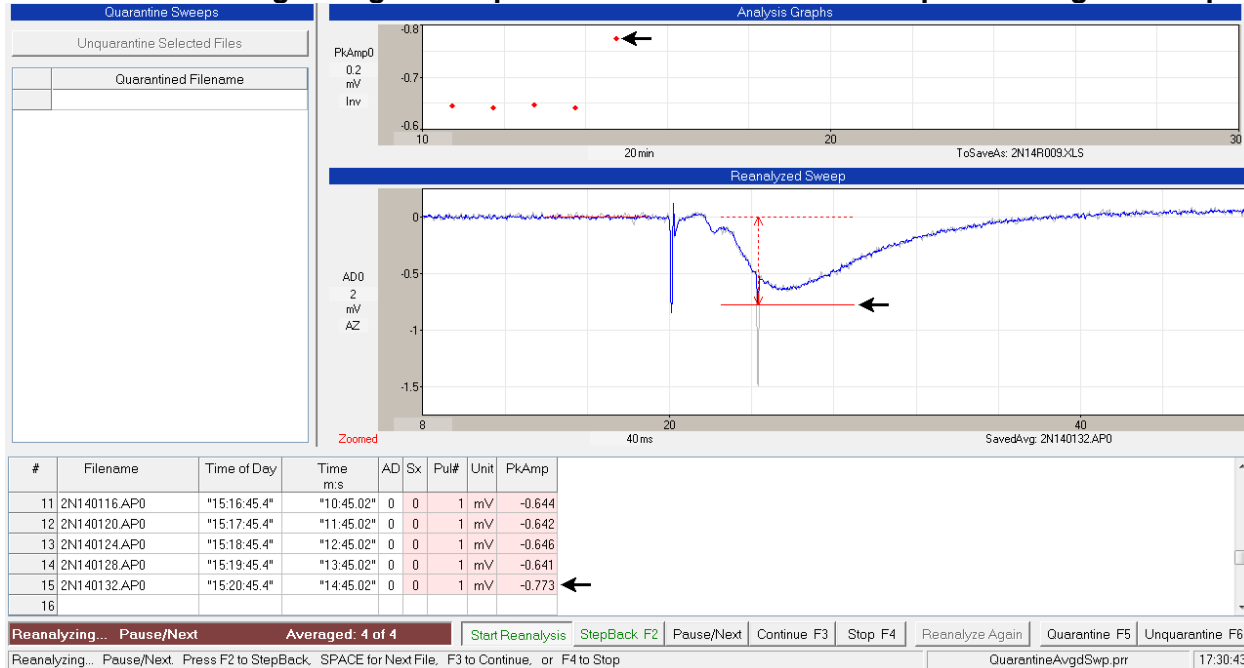 Quarantine Sweeps
Analysis Graphs
Unquarantine Selected Files
Quarantined Filename
PkAmp0
0.2
mV
Inv
-0.8
-0.7
-0.6
10
20
30
20 min
ToSaveAs: 2N14R009.XLS
Reanalyzed Sweep
AD0
2
mV
AZ
0
-0.5
-1
-1.5
8
20
40
Zoomed
40 ms
SavedAvg: 2N140132.AP0
# Filename Time of Day Time m:s AD Sx Pul# Unit PkAmp
11 2N140116.AP0 "15:16:45.4" "10:45.02" 0 0 1 mV -0.644
12 2N140120.AP0 "15:17:45.4" "11:45.02" 0 0 1 mV -0.642
13 2N140124.AP0 "15:18:45.4" "12:45.02" 0 0 1 mV -0.646
14 2N140128.AP0 "15:19:45.4" "13:45.02" 0 0 1 mV -0.641
15 2N140132.AP0 "15:20:45.4" "14:45.02" 0 0 1 mV -0.773
16
Reanalyzing... Pause/Next Averaged: 4 of 4 Start Reanalysis StepBack F2 Pause/Next Continue F3 Stop F4 Reanalyze Again Quarantine F5 Unquarantine F6
Reanalyzing... Pause/Next. Press F2 to StepBack, SPACE for Next File, F3 to Continue, or F4 to Stop QuarantineAvgdSwp.prr 17:30:43